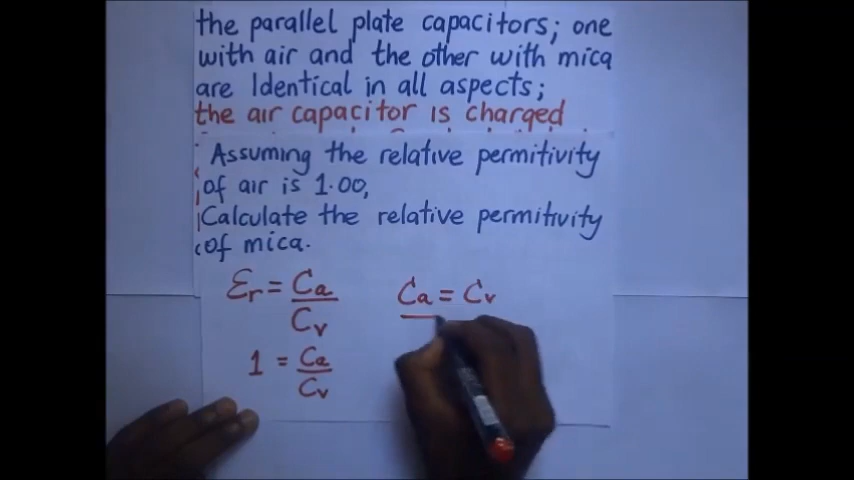 the parallel plate capacitors; one
with air and the other with mica
are Identical in all aspects;
the air capacitor is charged
Assuming the relative permitivity
of air is 1.00,
Calculate the relative permitivity
of mica.
Ɛr = Ca / Cv
Ca = Cv
1 = Ca / Cv